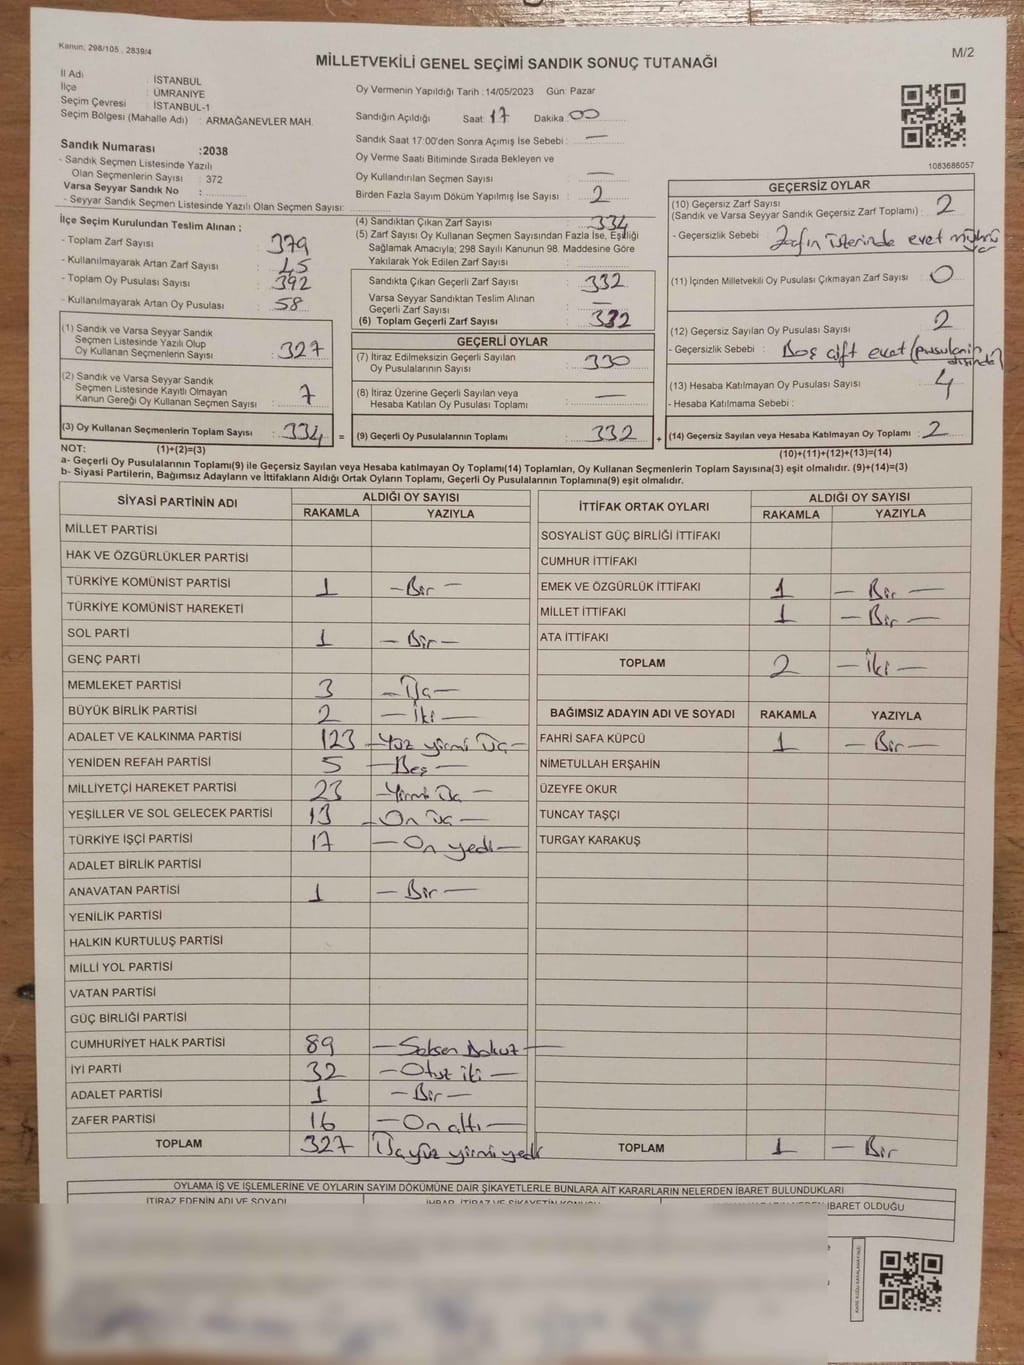 Kanun, 298/105 , 2839/4
M/2
MİLLETVEKİLİ GENEL SEÇİMİ SANDIK SONUÇ TUTANAĞI
İl Adı : İSTANBUL
İlçe : ÜMRANİYE
Seçim Çevresi : İSTANBUL-1
Seçim Bölgesi (Mahalle Adı) : ARMAĞANEVLER MAH.
Sandık Numarası :2038
- Sandık Seçmen Listesinde Yazılı
Olan Seçmenlerin Sayısı : 372
Varsa Seyyar Sandık No :
- Seyyar Sandık Seçmen Listesinde Yazılı Olan Seçmen Sayısı:
Oy Vermenin Yapıldığı Tarih :14/05/2023 Gün: Pazar
Sandığın Açıldığı Saat: 17 Dakika: 00
Sandık Saat 17:00'den Sonra Açılmış İse Sebebi : —
Oy Verme Saati Bitiminde Sırada Bekleyen ve
Oy Kullandırılan Seçmen Sayısı : —
Birden Fazla Sayım Döküm Yapılmış İse Sayısı : 2
1083686057
İlçe Seçim Kurulundan Teslim Alınan ;
- Toplam Zarf Sayısı : 379
- Kullanılmayarak Artan Zarf Sayısı : 45
- Toplam Oy Pusulası Sayısı : 392
- Kullanılmayarak Artan Oy Pusulası : 58
(1) Sandık ve Varsa Seyyar Sandık
Seçmen Listesinde Yazılı Olup
Oy Kullanan Seçmenlerin Sayısı : 327
(2) Sandık ve Varsa Seyyar Sandık
Seçmen Listesinde Kayıtlı Olmayan
Kanun Gereği Oy Kullanan Seçmen Sayısı : 7
(3) Oy Kullanan Seçmenlerin Toplam Sayısı : 334 =
(1)+(2)=(3)
(4) Sandıktan Çıkan Zarf Sayısı : 334
(5) Zarf Sayısı Oy Kullanan Seçmen Sayısından Fazla İse, Eşitliği
Sağlamak Amacıyla; 298 Sayılı Kanunun 98. Maddesine Göre
Yakılarak Yok Edilen Zarf Sayısı :
Sandıkta Çıkan Geçerli Zarf Sayısı : 332
Varsa Seyyar Sandıktan Teslim Alınan
Geçerli Zarf Sayısı : —
(6) Toplam Geçerli Zarf Sayısı : 332
GEÇERLİ OYLAR
(7) İtiraz Edilmeksizin Geçerli Sayılan
Oy Pusulalarının Sayısı : 330
(8) İtiraz Üzerine Geçerli Sayılan veya
Hesaba Katılan Oy Pusulası Toplamı : —
(9) Geçerli Oy Pusulalarının Toplamı : 332 +
GEÇERSİZ OYLAR
(10) Geçersiz Zarf Sayısı : 2
(Sandık ve Varsa Seyyar Sandık Geçersiz Zarf Toplamı)
- Geçersizlik Sebebi : Zarfın üzerinde evet mührü var
(11) İçinden Milletvekili Oy Pusulası Çıkmayan Zarf Sayısı : 0
(12) Geçersiz Sayılan Oy Pusulası Sayısı : 2
- Geçersizlik Sebebi : Boş çift evet (pusulanın dışında)
(13) Hesaba Katılmayan Oy Pusulası Sayısı : 4
- Hesaba Katılmama Sebebi :
(14) Geçersiz Sayılan veya Hesaba Katılmayan Oy Toplamı : 2
(10)+(11)+(12)+(13)=(14)
NOT:
a- Geçerli Oy Pusulalarının Toplamı(9) ile Geçersiz Sayılan veya Hesaba katılmayan Oy Toplamı(14) Toplamları, Oy Kullanan Seçmenlerin Toplam Sayısına(3) eşit olmalıdır. (9)+(14)=(3)
b- Siyasi Partilerin, Bağımsız Adayların ve İttifakların Aldığı Ortak Oyların Toplamı, Geçerli Oy Pusulalarının Toplamına(9) eşit olmalıdır.
SİYASİ PARTİNİN ADI ALDIĞI OY SAYISI
RAKAMLA YAZIYLA
MİLLET PARTİSİ
HAK VE ÖZGÜRLÜKLER PARTİSİ
TÜRKİYE KOMÜNİST PARTİSİ 1 — Bir —
TÜRKİYE KOMÜNİST HAREKETİ
SOL PARTİ 1 — Bir —
GENÇ PARTİ
MEMLEKET PARTİSİ 3 — Üç —
BÜYÜK BİRLİK PARTİSİ 2 — İki —
ADALET VE KALKINMA PARTİSİ 123 — Yüz yirmi Üç —
YENİDEN REFAH PARTİSİ 5 — Beş —
MİLLİYETÇİ HAREKET PARTİSİ 23 — Yirmi Üç —
YEŞİLLER VE SOL GELECEK PARTİSİ 13 — On Üç —
TÜRKİYE İŞÇİ PARTİSİ 17 — On yedi —
ADALET BİRLİK PARTİSİ
ANAVATAN PARTİSİ 1 — Bir —
YENİLİK PARTİSİ
HALKIN KURTULUŞ PARTİSİ
MİLLİ YOL PARTİSİ
VATAN PARTİSİ
GÜÇ BİRLİĞİ PARTİSİ
CUMHURİYET HALK PARTİSİ 89 — Seksen Dokuz —
İYİ PARTİ 32 — Otuz iki —
ADALET PARTİSİ 1 — Bir —
ZAFER PARTİSİ 16 — On altı —
TOPLAM 327 Üçyüz yirmi yedi
İTTİFAK ORTAK OYLARI ALDIĞI OY SAYISI
RAKAMLA YAZIYLA
SOSYALİST GÜÇ BİRLİĞİ İTTİFAKI
CUMHUR İTTİFAKI
EMEK VE ÖZGÜRLÜK İTTİFAKI 1 — Bir —
MİLLET İTTİFAKI 1 — Bir —
ATA İTTİFAKI
TOPLAM 2 — İki —
BAĞIMSIZ ADAYIN ADI VE SOYADI RAKAMLA YAZIYLA
FAHRİ SAFA KÜPCÜ 1 — Bir —
NİMETULLAH ERŞAHİN
ÜZEYFE OKUR
TUNCAY TAŞÇI
TURGAY KARAKUŞ
TOPLAM 1 — Bir
OYLAMA İŞ VE İŞLEMLERİNE VE OYLARIN SAYIM DÖKÜMÜNE DAİR ŞİKAYETLERLE BUNLARA AİT KARARLARIN NELERDEN İBARET BULUNDUKLARI
İTİRAZ EDENİN ADI VE SOYADI
İHBAR, İTİRAZ VE ŞİKAYETİN KONUSU
İBARET OLDUĞU